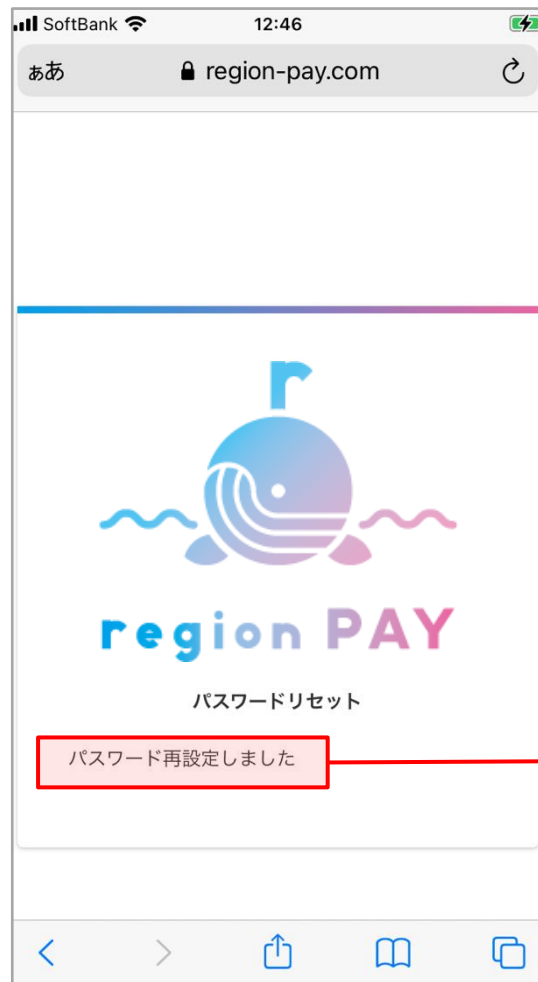 SoftBank 12:46
ぁあ region-pay.com
r
region PAY
パスワードリセット
パスワード再設定しました